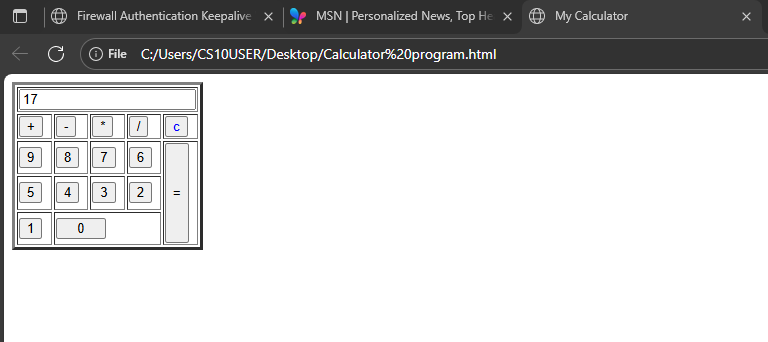 Firewall Authentication Keepalive
MSN | Personalized News, Top He
My Calculator
File C:/Users/CS10USER/Desktop/Calculator%20program.html
17
+ - * / c
9 8 7 6
=
5 4 3 2
1 0